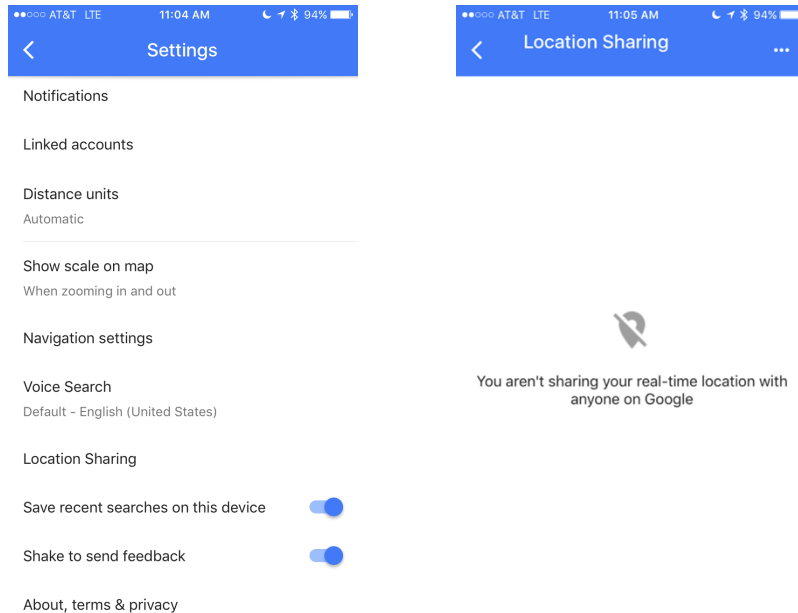 AT&T LTE 11:04 AM 94%
Settings
Notifications
Linked accounts
Distance units
Automatic
Show scale on map
When zooming in and out
Navigation settings
Voice Search
Default - English (United States)
Location Sharing
Save recent searches on this device
Shake to send feedback
About, terms & privacy
AT&T LTE 11:05 AM 94%
Location Sharing
You aren't sharing your real-time location with
anyone on Google